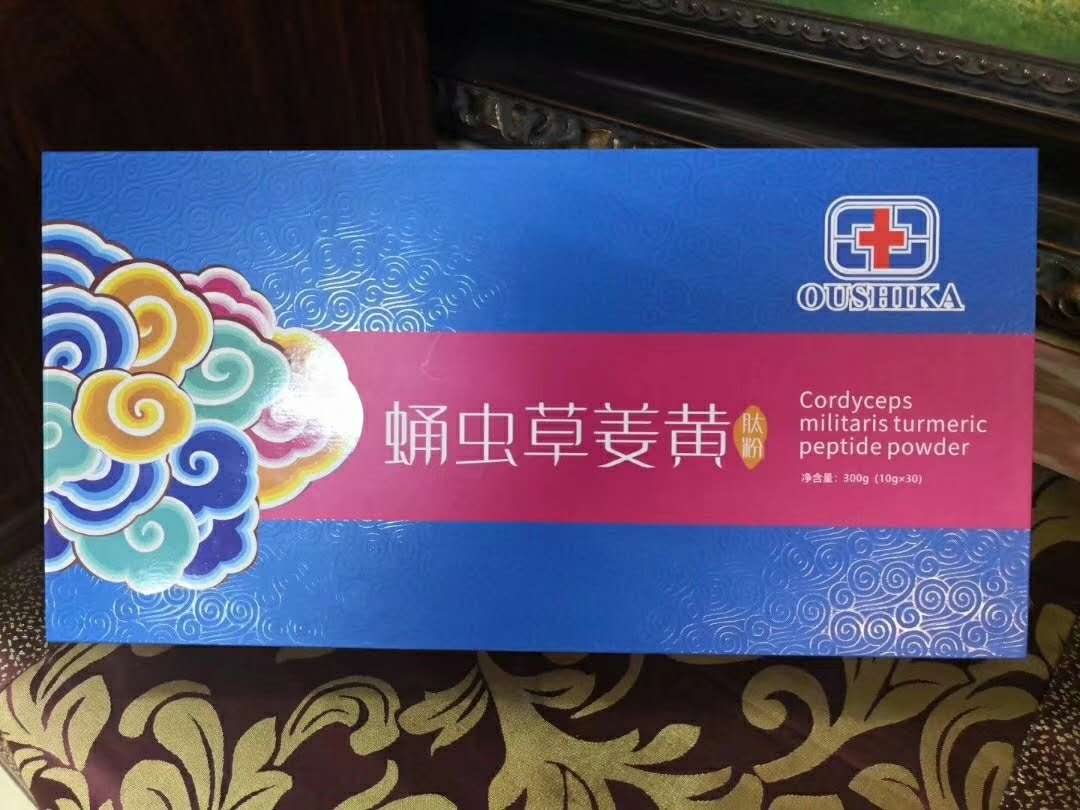 OUSHIKA
蛹虫草姜黄肽粉
Cordyceps
militaris turmeric
peptide powder
净含量：300g (10g×30)